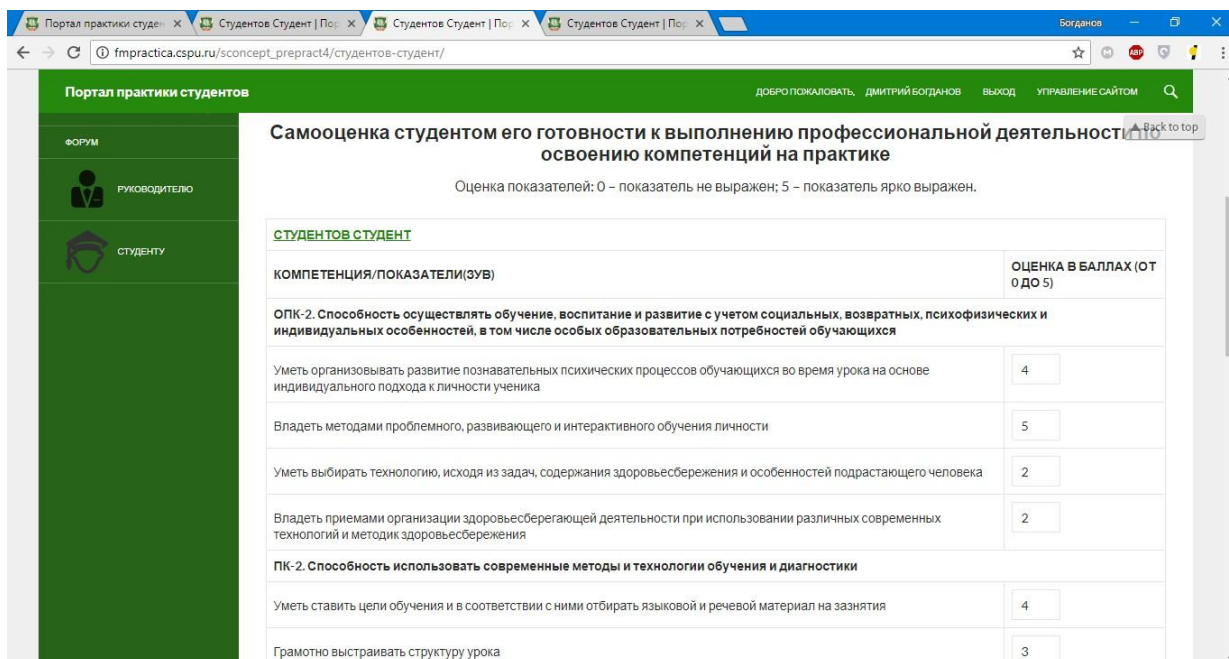 Портал практики студен
Студентов Студент | Пор
Студентов Студент | Пор
Студентов Студент | Пор
Богданов
fmpractica.cspu.ru/sconcept_prepract4/студентов-студент/
ABP
Портал практики студентов
ДОБРО ПОЖАЛОВАТЬ, ДМИТРИЙ БОГДАНОВ
ВЫХОД
УПРАВЛЕНИЕ САЙТОМ
Back to top
ФОРУМ
РУКОВОДИТЕЛЮ
СТУДЕНТУ
Самооценка студентом его готовности к выполнению профессиональной деятельности по
освоению компетенций на практике
Оценка показателей: 0 – показатель не выражен; 5 – показатель ярко выражен.
СТУДЕНТОВ СТУДЕНТ
КОМПЕТЕНЦИЯ/ПОКАЗАТЕЛИ(ЗУВ)
ОЦЕНКА В БАЛЛАХ (ОТ
0 ДО 5)
ОПК-2. Способность осуществлять обучение, воспитание и развитие с учетом социальных, возвратных, психофизических и
индивидуальных особенностей, в том числе особых образовательных потребностей обучающихся
Уметь организовывать развитие познавательных психических процессов обучающихся во время урока на основе
индивидуального подхода к личности ученика
4
Владеть методами проблемного, развивающего и интерактивного обучения личности
5
Уметь выбирать технологию, исходя из задач, содержания здоровьесбережения и особенностей подрастающего человека
2
Владеть приемами организации здоровьесберегающей деятельности при использовании различных современных
технологий и методик здоровьесбережения
2
ПК-2. Способность использовать современные методы и технологии обучения и диагностики
Уметь ставить цели обучения и в соответствии с ними отбирать языковой и речевой материал на зазнятия
4
Грамотно выстраивать структуру урока
3